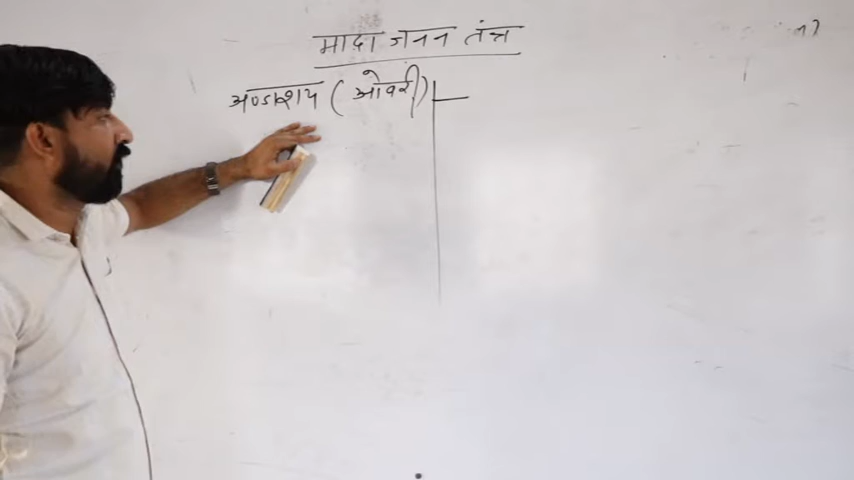 मादा जनन तंत्र
अण्डाशय ( ओवरी )